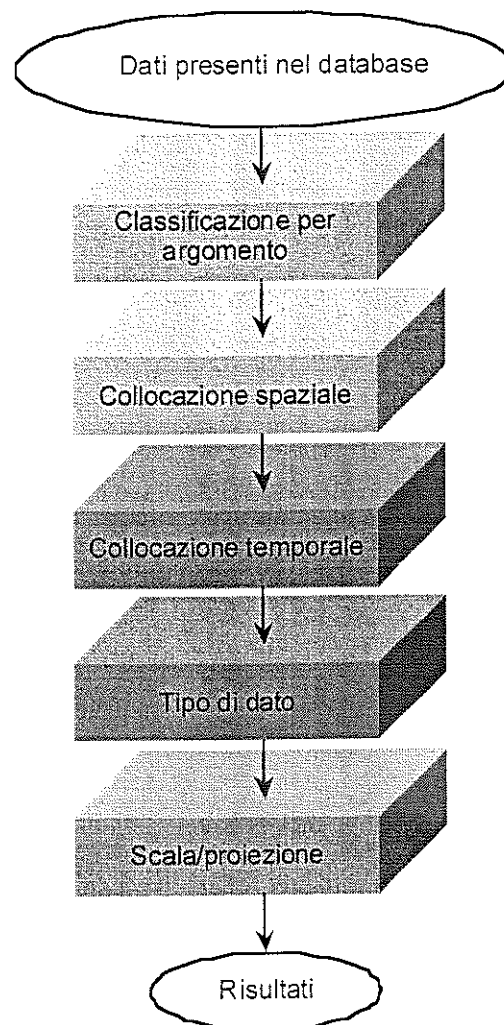 Dati presenti nel database
Classificazione per
argomento
Collocazione spaziale
Collocazione temporale
Tipo di dato
Scala/proiezione
Risultati